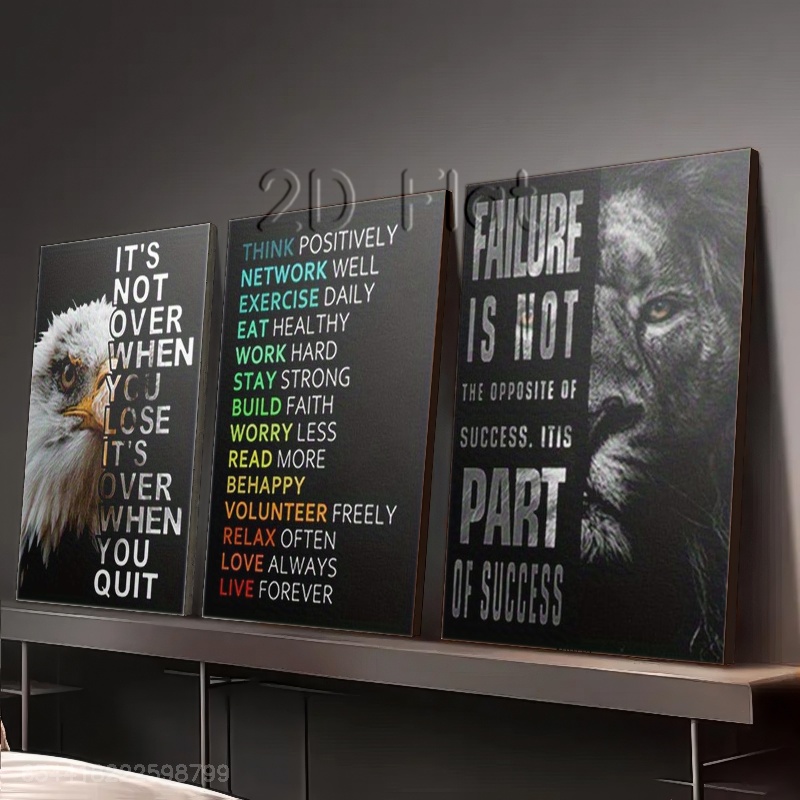 2D Flat
IT'S
NOT
OVER
WHEN
YOU
LOSE
IT'S
OVER
WHEN
YOU
QUIT
THINK POSITIVELY
NETWORK WELL
EXERCISE DAILY
EAT HEALTHY
WORK HARD
STAY STRONG
BUILD FAITH
WORRY LESS
READ MORE
BEHAPPY
VOLUNTEER FREELY
RELAX OFTEN
LOVE ALWAYS
LIVE FOREVER
FAILURE
IS NOT
THE OPPOSITE OF
SUCCESS, ITIS
PART
OF SUCCESS